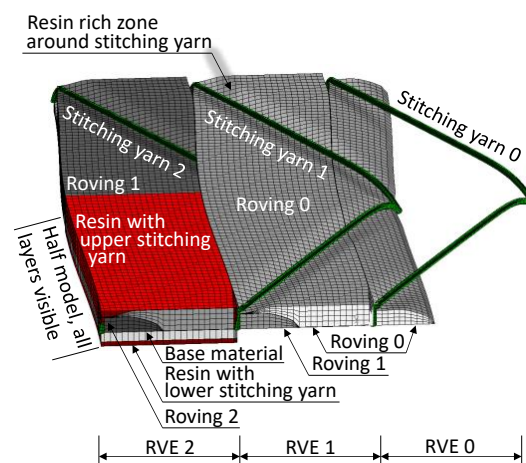 Resin rich zone
around stitching yarn
Stitching yarn 2
Stitching yarn 1
Stitching yarn 0
Roving 1
Roving 0
Resin with
upper stitching
yarn
Half model, all
layers visible
Base material
Roving 0
Roving 1
Resin with
lower stitching yarn
Roving 2
RVE 2
RVE 1
RVE 0